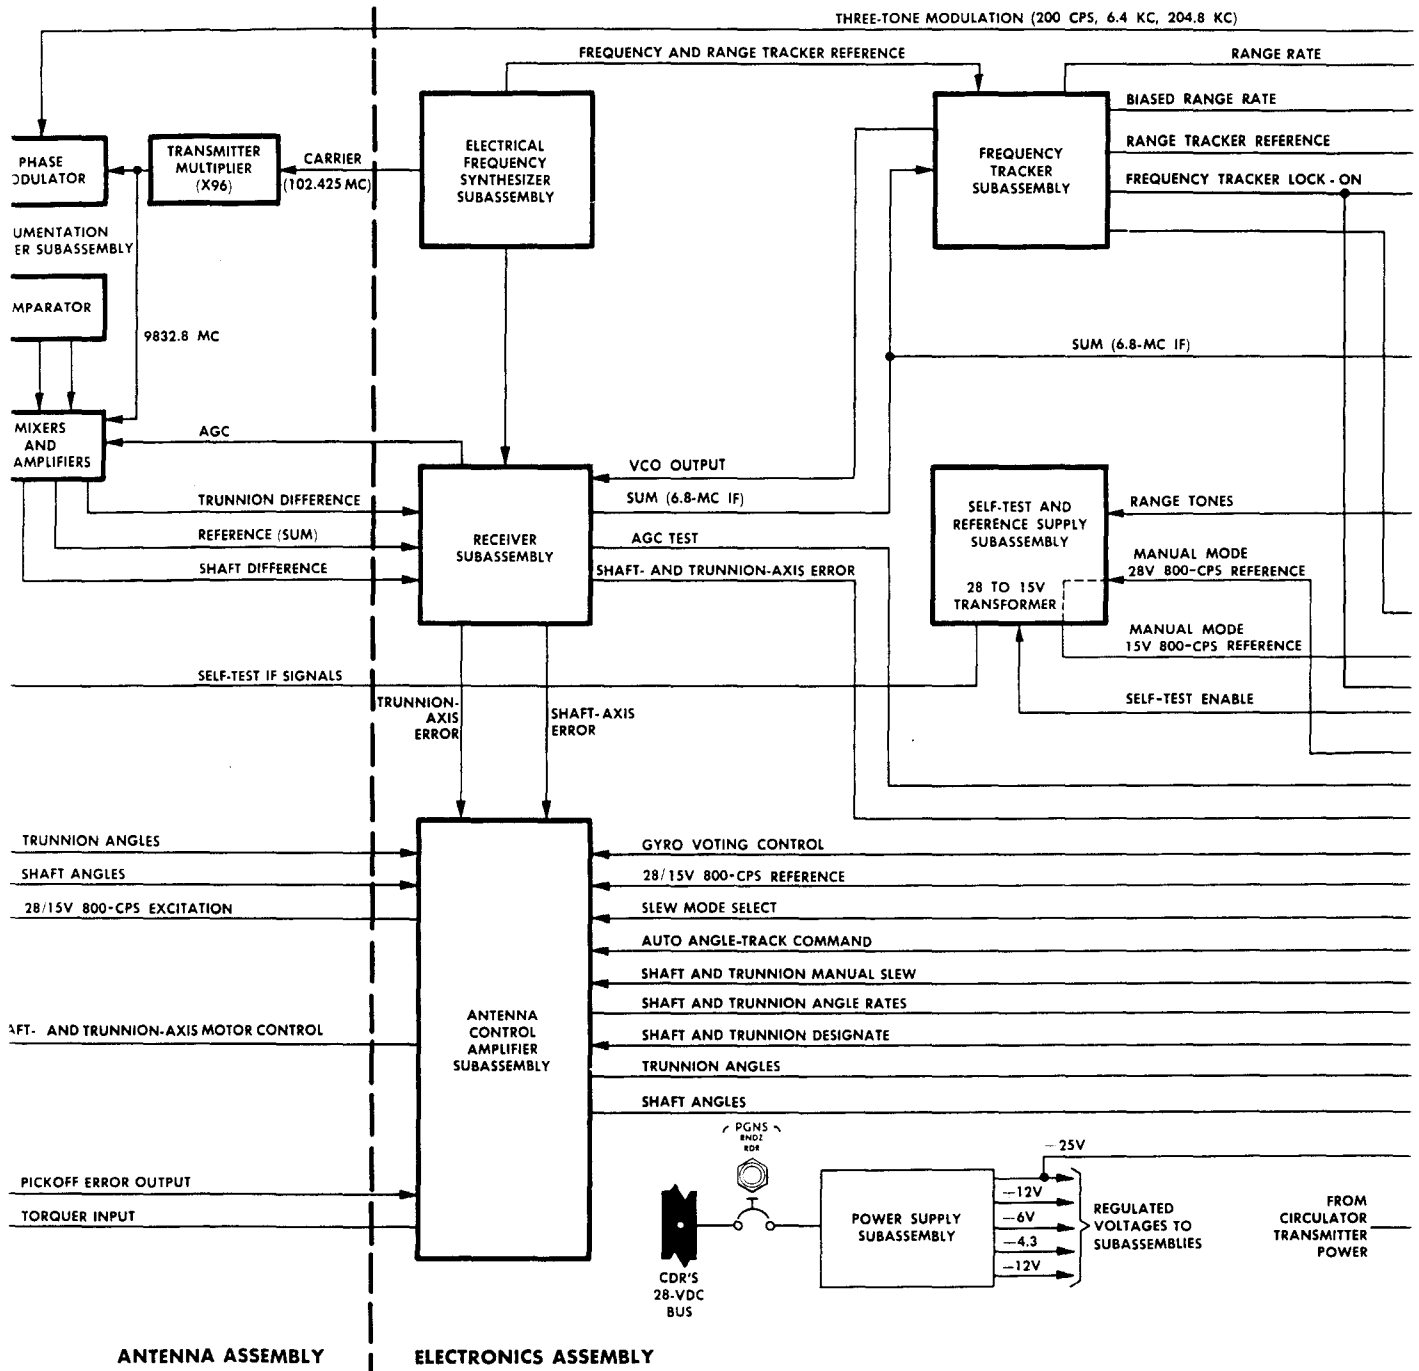 THREE-TONE MODULATION (200 CPS, 6.4 KC, 204.8 KC)
FREQUENCY AND RANGE TRACKER REFERENCE
RANGE RATE
BIASED RANGE RATE
RANGE TRACKER REFERENCE
FREQUENCY TRACKER LOCK-ON
PHASE
ODULATOR
TRANSMITTER
MULTIPLIER
(X96)
CARRIER
(102.425 MC)
ELECTRICAL
FREQUENCY
SYNTHESIZER
SUBASSEMBLY
FREQUENCY
TRACKER
SUBASSEMBLY
UMENTATION
ER SUBASSEMBLY
MPARATOR
9832.8 MC
SUM (6.8-MC IF)
MIXERS
AND
AMPLIFIERS
AGC
TRUNNION DIFFERENCE
REFERENCE (SUM)
SHAFT DIFFERENCE
RECEIVER
SUBASSEMBLY
VCO OUTPUT
SUM (6.8-MC IF)
AGC TEST
SHAFT- AND TRUNNION-AXIS ERROR
SELF-TEST AND
REFERENCE SUPPLY
SUBASSEMBLY
28 TO 15V
TRANSFORMER
RANGE TONES
MANUAL MODE
28V 800-CPS REFERENCE
MANUAL MODE
15V 800-CPS REFERENCE
SELF-TEST ENABLE
SELF-TEST IF SIGNALS
TRUNNION-
AXIS
ERROR
SHAFT-AXIS
ERROR
TRUNNION ANGLES
SHAFT ANGLES
28/15V 800-CPS EXCITATION
AFT- AND TRUNNION-AXIS MOTOR CONTROL
PICKOFF ERROR OUTPUT
TORQUER INPUT
ANTENNA
CONTROL
AMPLIFIER
SUBASSEMBLY
GYRO VOTING CONTROL
28/15V 800-CPS REFERENCE
SLEW MODE SELECT
AUTO ANGLE-TRACK COMMAND
SHAFT AND TRUNNION MANUAL SLEW
SHAFT AND TRUNNION ANGLE RATES
SHAFT AND TRUNNION DESIGNATE
TRUNNION ANGLES
SHAFT ANGLES
PGNS
RNDZ
RDR
CDR'S
28-VDC
BUS
POWER SUPPLY
SUBASSEMBLY
—25V
—12V
—6V
—4.3
—12V
REGULATED
VOLTAGES TO
SUBASSEMBLIES
FROM
CIRCULATOR
TRANSMITTER
POWER
ANTENNA ASSEMBLY
ELECTRONICS ASSEMBLY